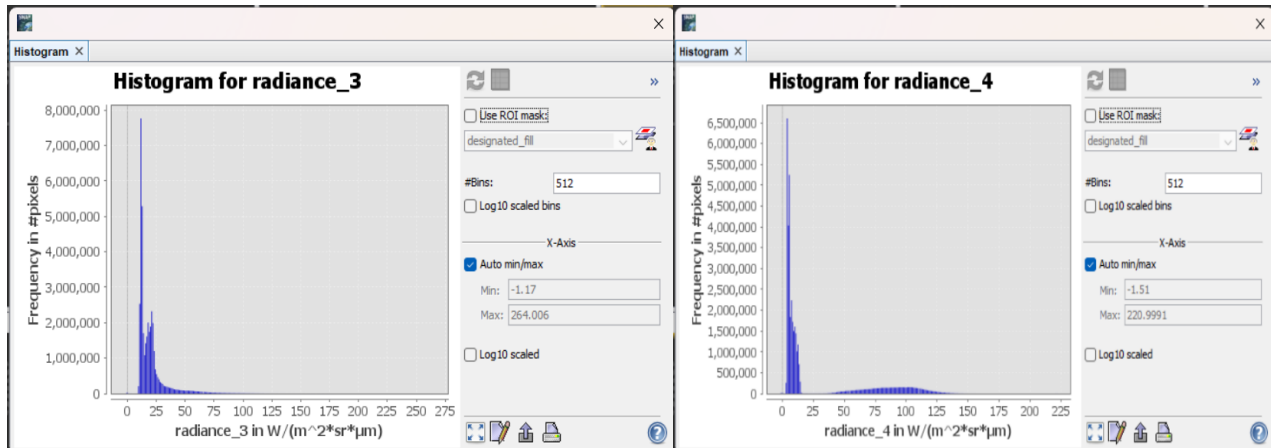 Histogram
Histogram for radiance_3
Frequency in #pixels
8,000,000
7,000,000
6,000,000
5,000,000
4,000,000
3,000,000
2,000,000
1,000,000
0
0 25 50 75 100 125 150 175 200 225 250 275
radiance_3 in W/(m^2*sr*µm)
»
Use ROI mask:
designated_fill
#Bins: 512
Log10 scaled bins
X-Axis
Auto min/max
Min: -1.17
Max: 264.006
Log10 scaled
Histogram
Histogram for radiance_4
Frequency in #pixels
6,500,000
6,000,000
5,500,000
5,000,000
4,500,000
4,000,000
3,500,000
3,000,000
2,500,000
2,000,000
1,500,000
1,000,000
500,000
0
0 25 50 75 100 125 150 175 200 225
radiance_4 in W/(m^2*sr*µm)
»
Use ROI mask:
designated_fill
#Bins: 512
Log10 scaled bins
X-Axis
Auto min/max
Min: -1.51
Max: 220.9991
Log10 scaled